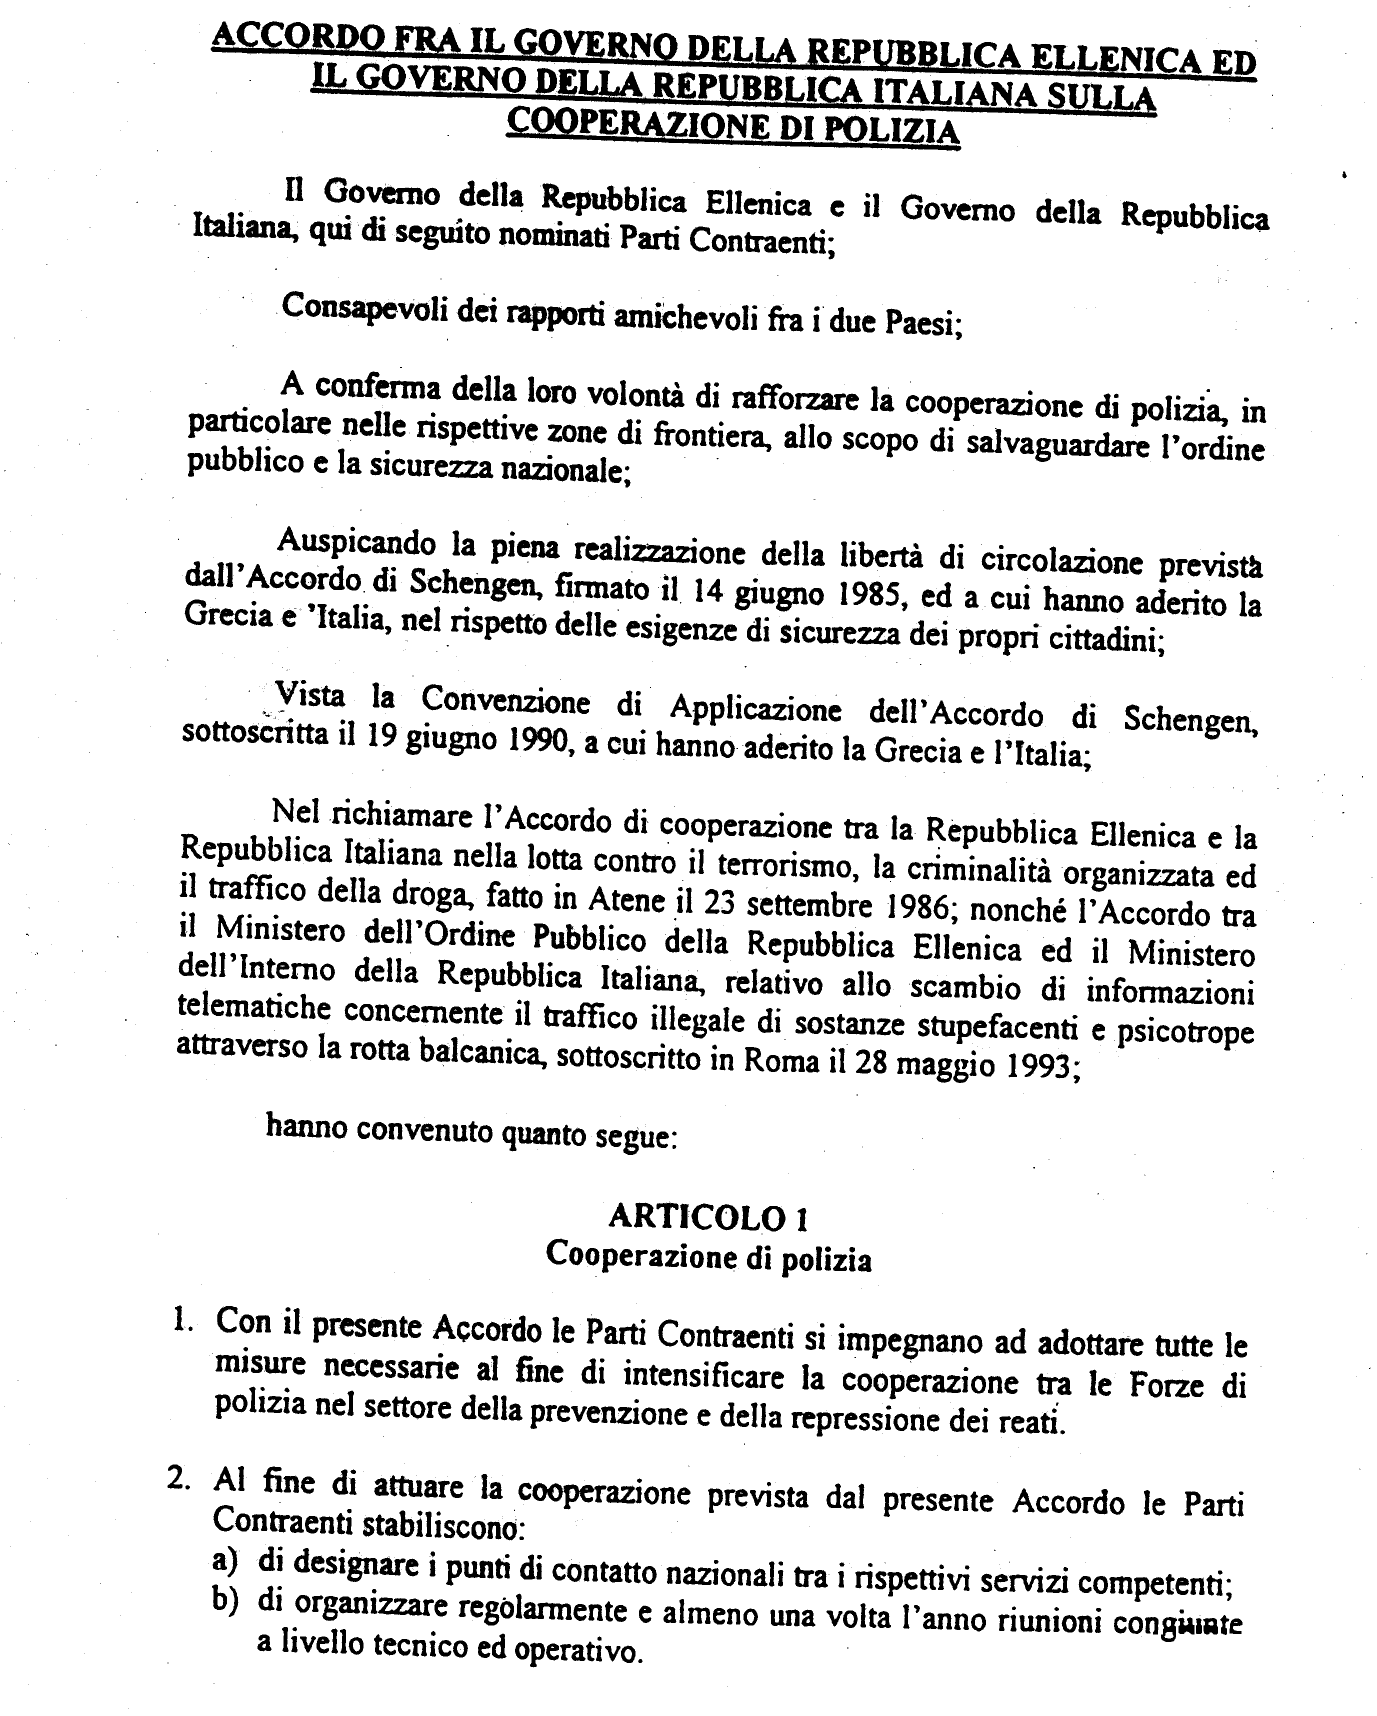 ACCORDO FRA IL GOVERNO DELLA REPUBBLICA ELLENICA ED
IL GOVERNO DELLA REPUBBLICA ITALIANA SULLA
COOPERAZIONE DI POLIZIA
Il Governo della Repubblica Ellenica e il Governo della Repubblica
Italiana, qui di seguito nominati Parti Contraenti;
Consapevoli dei rapporti amichevoli fra i due Paesi;
A conferma della loro volontà di rafforzare la cooperazione di polizia, in
particolare nelle rispettive zone di frontiera, allo scopo di salvaguardare l'ordine
pubblico e la sicurezza nazionale;
Auspicando la piena realizzazione della libertà di circolazione prevista
dall'Accordo di Schengen, firmato il 14 giugno 1985, ed a cui hanno aderito la
Grecia e 'Italia, nel rispetto delle esigenze di sicurezza dei propri cittadini;
Vista la Convenzione di Applicazione dell'Accordo di Schengen,
sottoscritta il 19 giugno 1990, a cui hanno aderito la Grecia e l'Italia;
Nel richiamare l'Accordo di cooperazione tra la Repubblica Ellenica e la
Repubblica Italiana nella lotta contro il terrorismo, la criminalità organizzata ed
il traffico della droga, fatto in Atene il 23 settembre 1986; nonché l'Accordo tra
il Ministero dell'Ordine Pubblico della Repubblica Ellenica ed il Ministero
dell'Interno della Repubblica Italiana, relativo allo scambio di informazioni
telematiche concernente il traffico illegale di sostanze stupefacenti e psicotrope
attraverso la rotta balcanica, sottoscritto in Roma il 28 maggio 1993;
hanno convenuto quanto segue:
ARTICOLO 1
Cooperazione di polizia
1. Con il presente Accordo le Parti Contraenti si impegnano ad adottare tutte le
misure necessarie al fine di intensificare la cooperazione tra le Forze di
polizia nel settore della prevenzione e della repressione dei reati.
2. Al fine di attuare la cooperazione prevista dal presente Accordo le Parti
Contraenti stabiliscono:
a) di designare i punti di contatto nazionali tra i rispettivi servizi competenti;
b) di organizzare regolarmente e almeno una volta l'anno riunioni congiunte
a livello tecnico ed operativo.